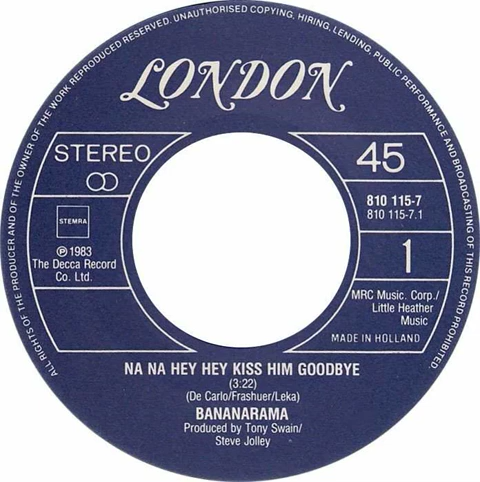 ALL RIGHTS OF THE PRODUCER AND OF THE OWNER OF THE WORK REPRODUCED RESERVED. UNAUTHORISED COPYING, HIRING, LENDING, PUBLIC PERFORMANCE AND BROADCASTING OF THIS RECORD PROHIBITED.
LONDON
STEREO
STEMRA
℗ 1983
The Decca Record
Co. Ltd.
45
810 115-7
810 115-7.1
1
MRC Music. Corp./
Little Heather
Music
MADE IN HOLLAND
NA NA HEY HEY KISS HIM GOODBYE
(3:22)
(De Carlo/Frashuer/Leka)
BANANARAMA
Produced by Tony Swain/
Steve Jolley